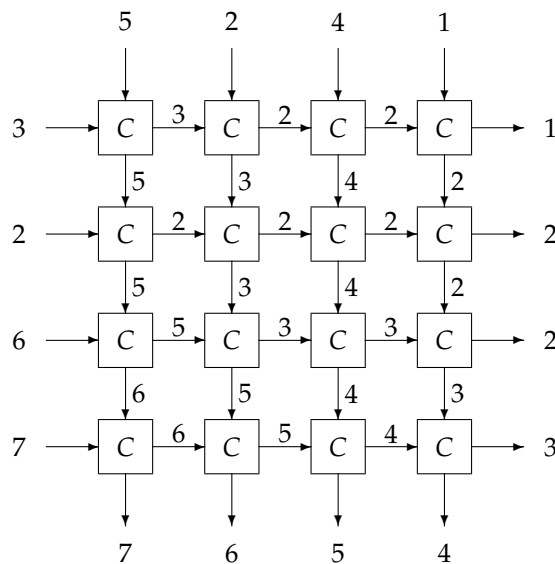 5 2 4 1
3 C 3 C 2 C 2 C 1
5 3 4 2
2 C 2 C 2 C 2 C 2
5 3 4 2
6 C 5 C 3 C 3 C 2
6 5 4 3
7 C 6 C 5 C 4 C 3
7 6 5 4